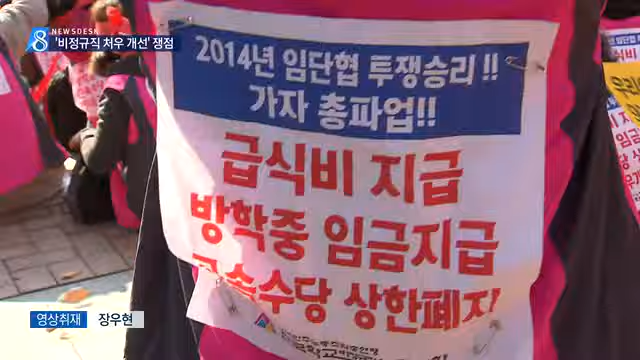 NEWSDESK
8 '비정규직 처우 개선' 쟁점
2014년 임단협 투쟁승리!!
가자 총파업!!
급식비 지급
방학중 임금지급
근속수당 상한폐지
영상취재 장우현